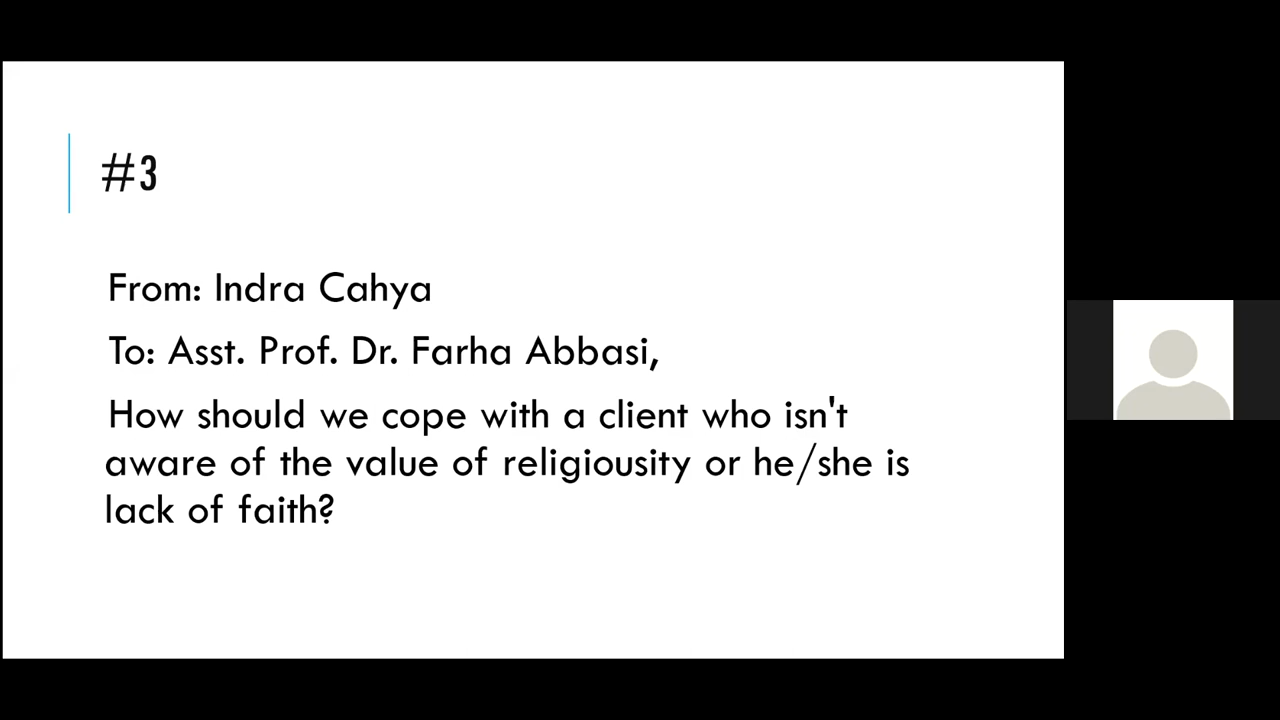 #3
From: Indra Cahya
To: Asst. Prof. Dr. Farha Abbasi,
How should we cope with a client who isn't
aware of the value of religiousity or he/she is
lack of faith?